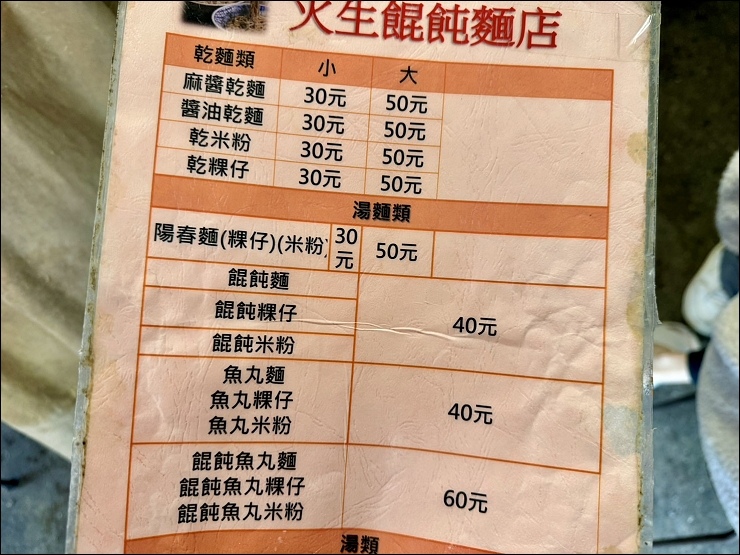 火生餛飩麵店
乾麵類 小 大
麻醬乾麵 30元 50元
醬油乾麵 30元 50元
乾米粉 30元 50元
乾粿仔 30元 50元
湯麵類
陽春麵(粿仔)(米粉) 30元 50元
餛飩麵
餛飩粿仔 40元
餛飩米粉
魚丸麵
魚丸粿仔 40元
魚丸米粉
餛飩魚丸麵
餛飩魚丸粿仔 60元
餛飩魚丸米粉
湯類